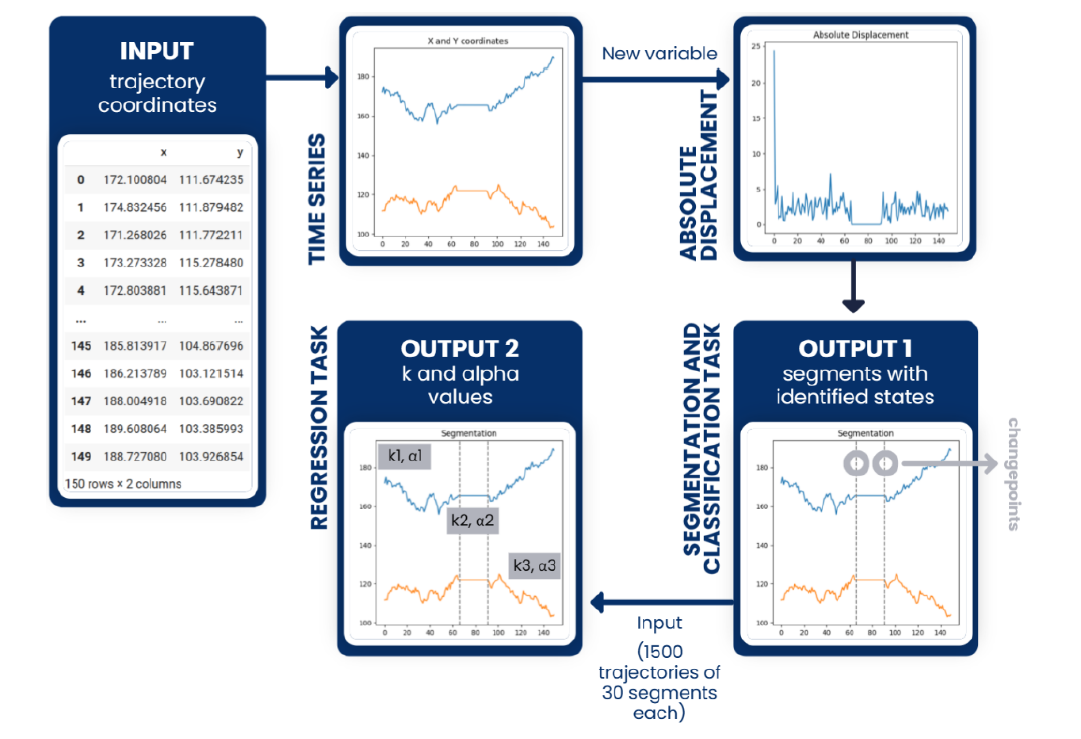 INPUT
trajectory
coordinates
x y
0 172.100804 111.674235
1 174.832456 111.879482
2 171.268026 111.772211
3 173.273328 115.278480
4 172.803881 115.643871
... ... ...
145 185.813917 104.867696
146 186.213789 103.121514
147 188.004918 103.690822
148 189.608064 103.385993
149 188.727080 103.926854
150 rows × 2 columns
TIME SERIES
X and Y coordinates
180
160
140
120
100
0 20 40 60 80 100 120 140
New variable
ABSOLUTE
DISPLACEMENT
Absolute Displacement
25
20
15
10
5
0
0 20 40 60 80 100 120 140
SEGMENTATION AND
CLASSIFICATION TASK
OUTPUT 1
segments with
identified states
Segmentation
180
160
140
120
100
0 20 40 60 80 100 120 140
changepoints
Input
(1500
trajectories of
30 segments
each)
REGRESSION TASK
OUTPUT 2
k and alpha
values
Segmentation
k1, α1
k2, α2
k3, α3
180
160
140
120
100
0 20 40 60 80 100 120 140